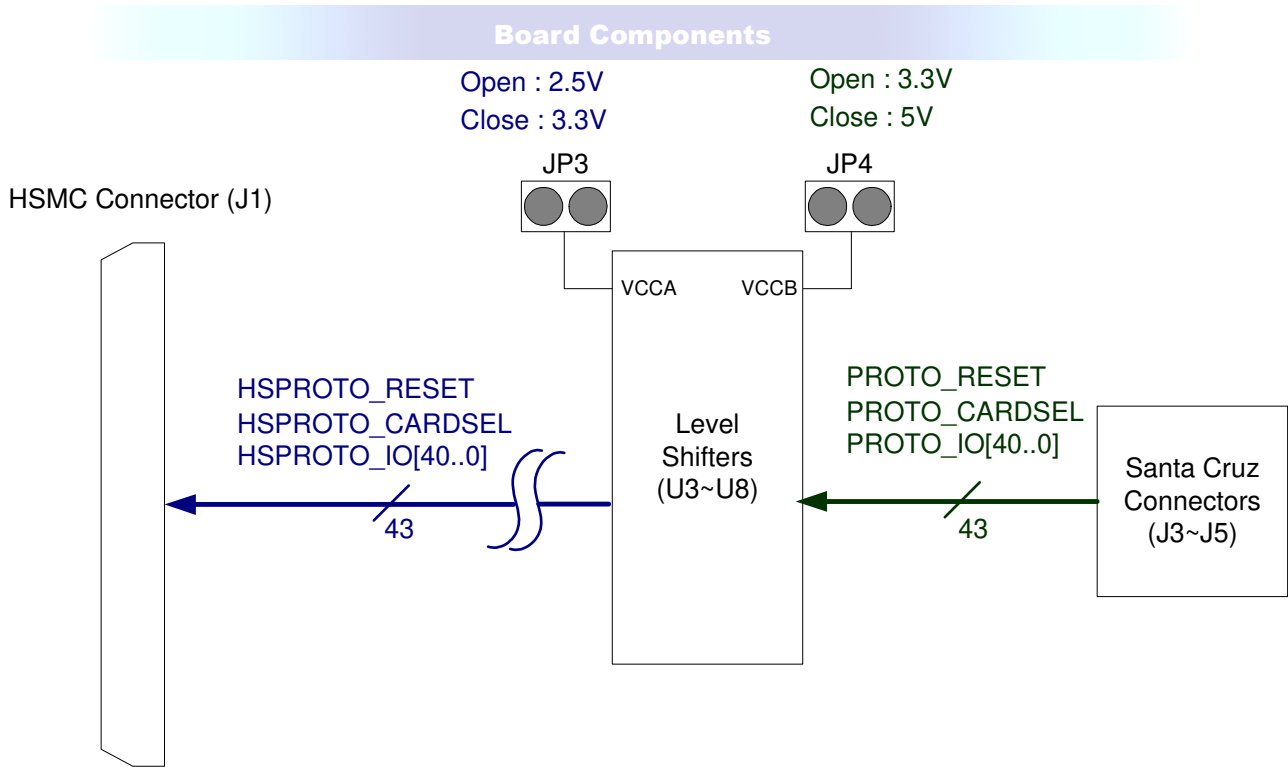 Board Components
Open : 2.5V
Close : 3.3V
Open : 3.3V
Close : 5V
JP3
JP4
HSMC Connector (J1)
VCCA
VCCB
HSPROTO_RESET
HSPROTO_CARDSEL
HSPROTO_IO[40..0]
43
Level
Shifters
(U3~U8)
PROTO_RESET
PROTO_CARDSEL
PROTO_IO[40..0]
43
Santa Cruz
Connectors
(J3~J5)